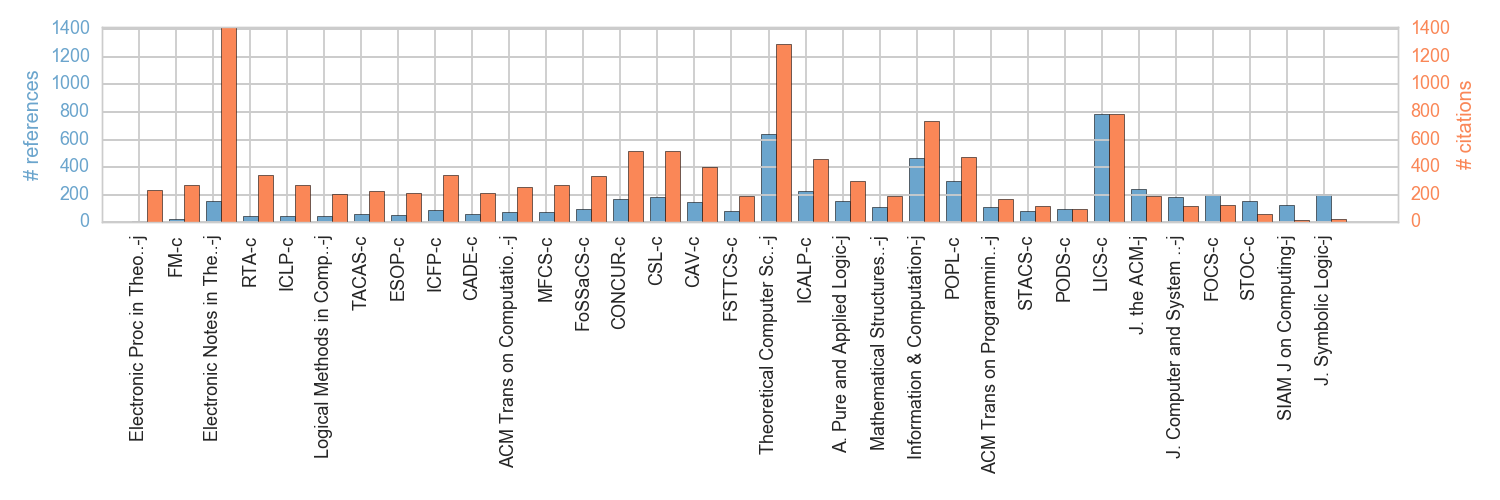 1400
1200
1000
800
600
400
200
0
# references
1400
1200
1000
800
600
400
200
0
# citations
Electronic Proc in Theo..-j
FM-c
Electronic Notes in The..-j
RTA-c
ICLP-c
Logical Methods in Comp..-j
TACAS-c
ESOP-c
ICFP-c
CADE-c
ACM Trans on Computatio..-j
MFCS-c
FoSSaCS-c
CONCUR-c
CSL-c
CAV-c
FSTTCS-c
Theoretical Computer Sc..-j
ICALP-c
A. Pure and Applied Logic-j
Mathematical Structures..-j
Information & Computation-j
POPL-c
ACM Trans on Programmin..-j
STACS-c
PODS-c
LICS-c
J. the ACM-j
J. Computer and System ..-j
FOCS-c
STOC-c
SIAM J on Computing-j
J. Symbolic Logic-j